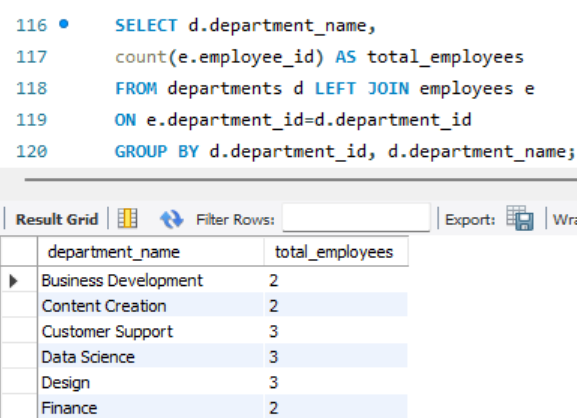 116 SELECT d.department_name,
117 count(e.employee_id) AS total_employees
118 FROM departments d LEFT JOIN employees e
119 ON e.department_id=d.department_id
120 GROUP BY d.department_id, d.department_name;
Result Grid Filter Rows: Export: Wra
department_name total_employees
Business Development 2
Content Creation 2
Customer Support 3
Data Science 3
Design 3
Finance 2